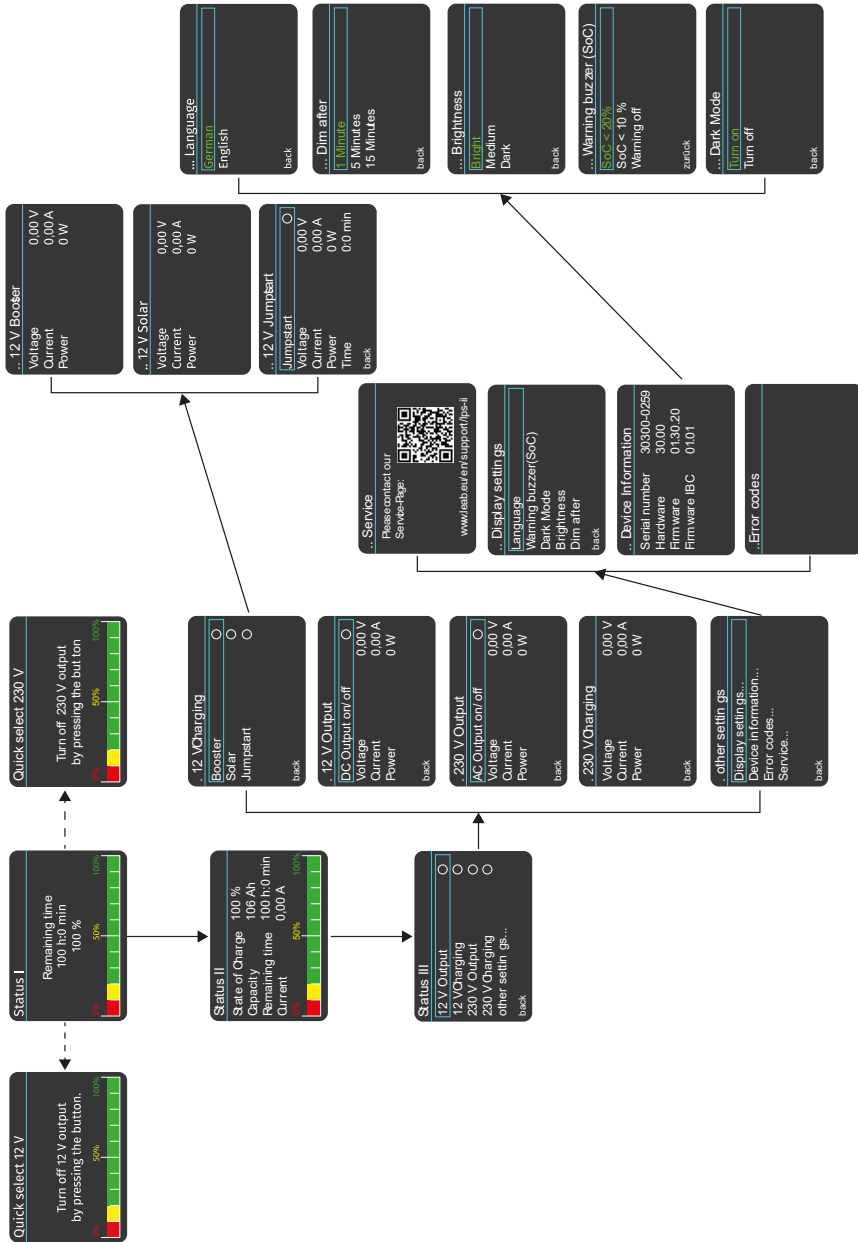 Quick select 12 V
Turn off 12 V output
by pressing the button.
0%
50%
100%
Status I
Remaining time
100 h:0 min
100 %
0%
50%
100%
Quick select 230 V
Turn off 230 V output
by pressing the button
0%
50%
100%
Status II
State of Charge 100 %
Capacity 106 Ah
Remaining time 100 h:0 min
Current 0,00 A
0%
50%
100%
Status III
12 V Output
12 V Charging
230 V Output
230 V Charging
other settings...
back
. 12 V Charging
Booster
Solar
Jumpstart
back
. 12 V Output
DC Output on/off
Voltage 0,00 V
Current 0,00 A
Power 0 W
back
. 230 V Output
AC Output on/off
Voltage 0,00 V
Current 0,00 A
Power 0 W
back
. 230 V Charging
Voltage 0,00 V
Current 0,00 A
Power 0 W
back
. other settings
Display settings...
Device information...
Error codes...
Service...
back
.. 12 V Booster
Voltage 0,00 V
Current 0,00 A
Power 0 W
.. 12 V Solar
Voltage 0,00 V
Current 0,00 A
Power 0 W
.. 12 V Jumpstart
Jumpstart
Voltage 0,00 V
Current 0,00 A
Power 0 W
Time 0:0 min
back
.. Service
Please contact our
Service-Page:
www.leab.eu/en/support/lps-ii
.. Display settings
Language
Warning buzzer(SoC)
Dark Mode
Brightness
Dim after
back
.. Device Information
Serial number 30300-0259
Hardware 30.00
Firmware 01.30.20
Firmware IBC 01.01
..Error codes
... Language
German
English
back
... Dim after
1 Minute
5 Minutes
15 Minutes
back
... Brightness
Bright
Medium
Dark
back
... Warning buzzer (SoC)
SoC < 20%
SoC < 10 %
Warning off
zurück
... Dark Mode
Turn on
Turn off
back